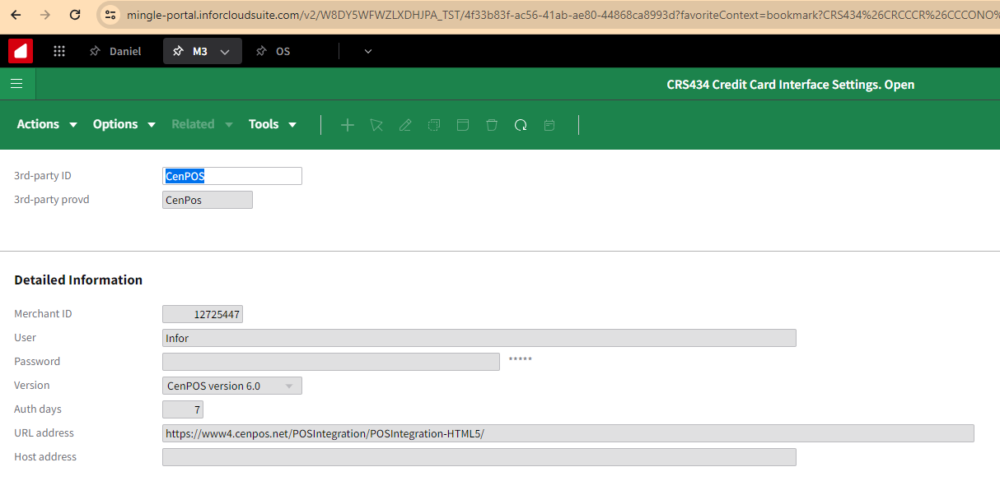 mingle-portal.inforcloudsuite.com/v2/W8DY5WFWZLXDHJPA_TST/4f33b83f-ac56-41ab-ae80-44868ca8993d?favoriteContext=bookmark?CRS434%26CRCCCR%26CCCONO%
Daniel M3 OS
CRS434 Credit Card Interface Settings. Open
Actions Options Related Tools
3rd-party ID CenPOS
3rd-party provd CenPos
Detailed Information
Merchant ID 12725447
User Infor
Password *****
Version CenPOS version 6.0
Auth days 7
URL address https://www4.cenpos.net/POSIntegration/POSIntegration-HTML5/
Host address